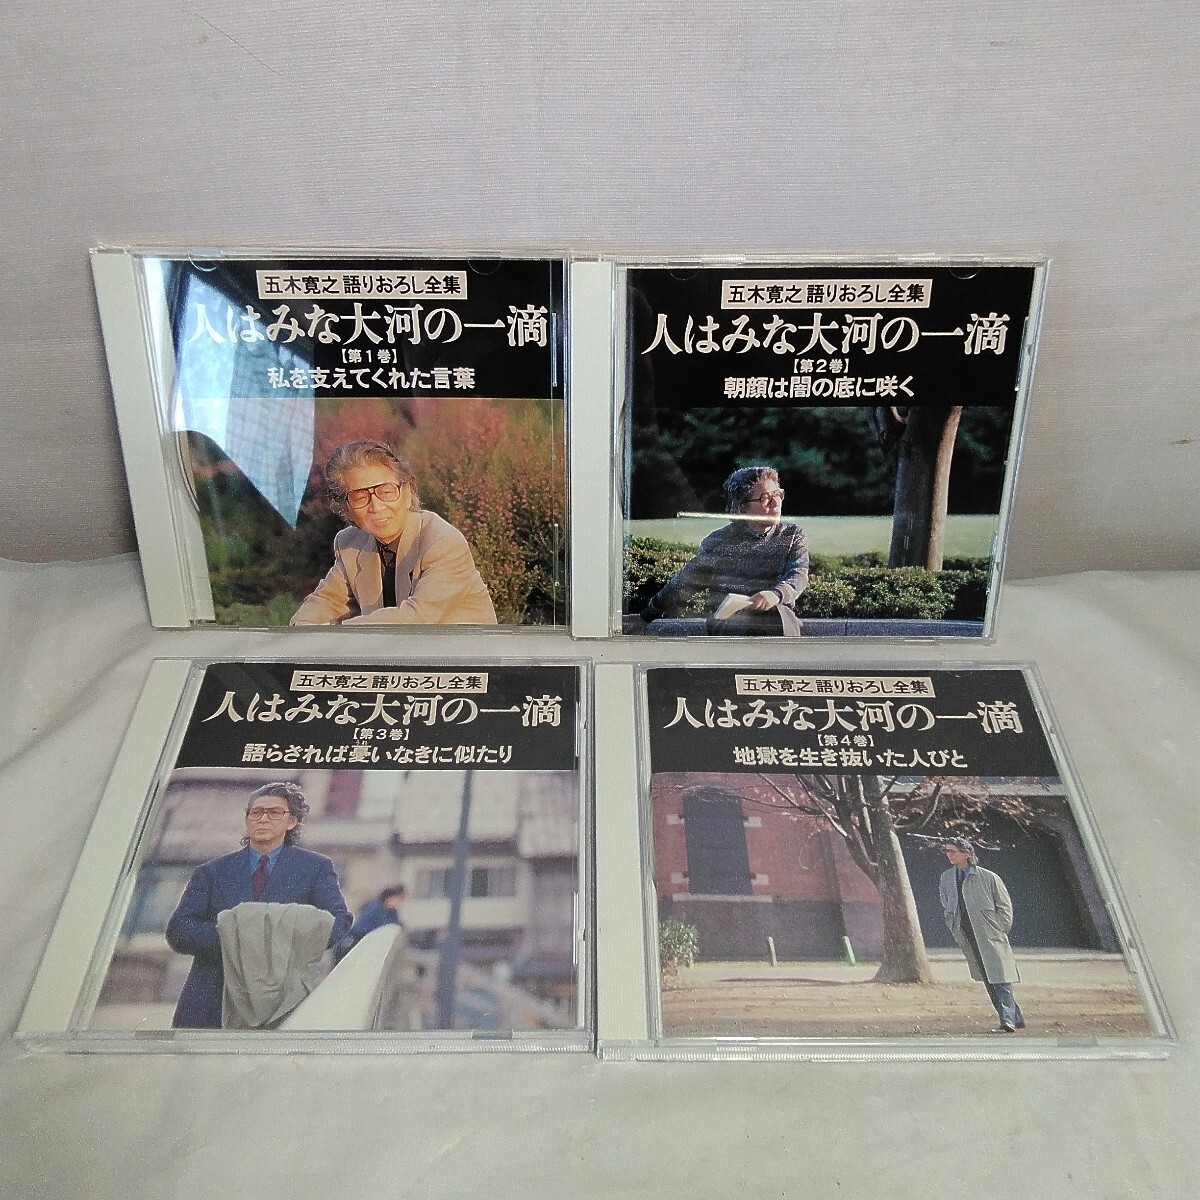 五木寛之 語りおろし全集
人はみな大河の一滴
【第1巻】
私を支えてくれた言葉
五木寛之 語りおろし全集
人はみな大河の一滴
【第2巻】
朝顔は闇の底に咲く
五木寛之 語りおろし全集
人はみな大河の一滴
【第3巻】
語らざれば憂いなきに似たり
五木寛之 語りおろし全集
人はみな大河の一滴
【第4巻】
地獄を生き抜いた人びと